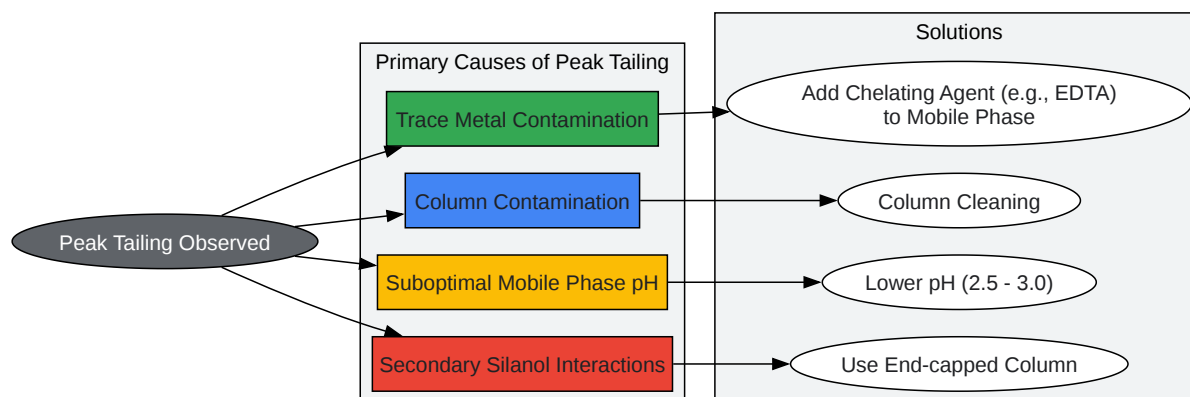 Solutions
Primary Causes of Peak Tailing
Add Chelating Agent (e.g., EDTA)
to Mobile Phase
Trace Metal Contamination
Column Contamination
Column Cleaning
Peak Tailing Observed
Suboptimal Mobile Phase pH
Lower pH (2.5 - 3.0)
Secondary Silanol Interactions
Use End-capped Column